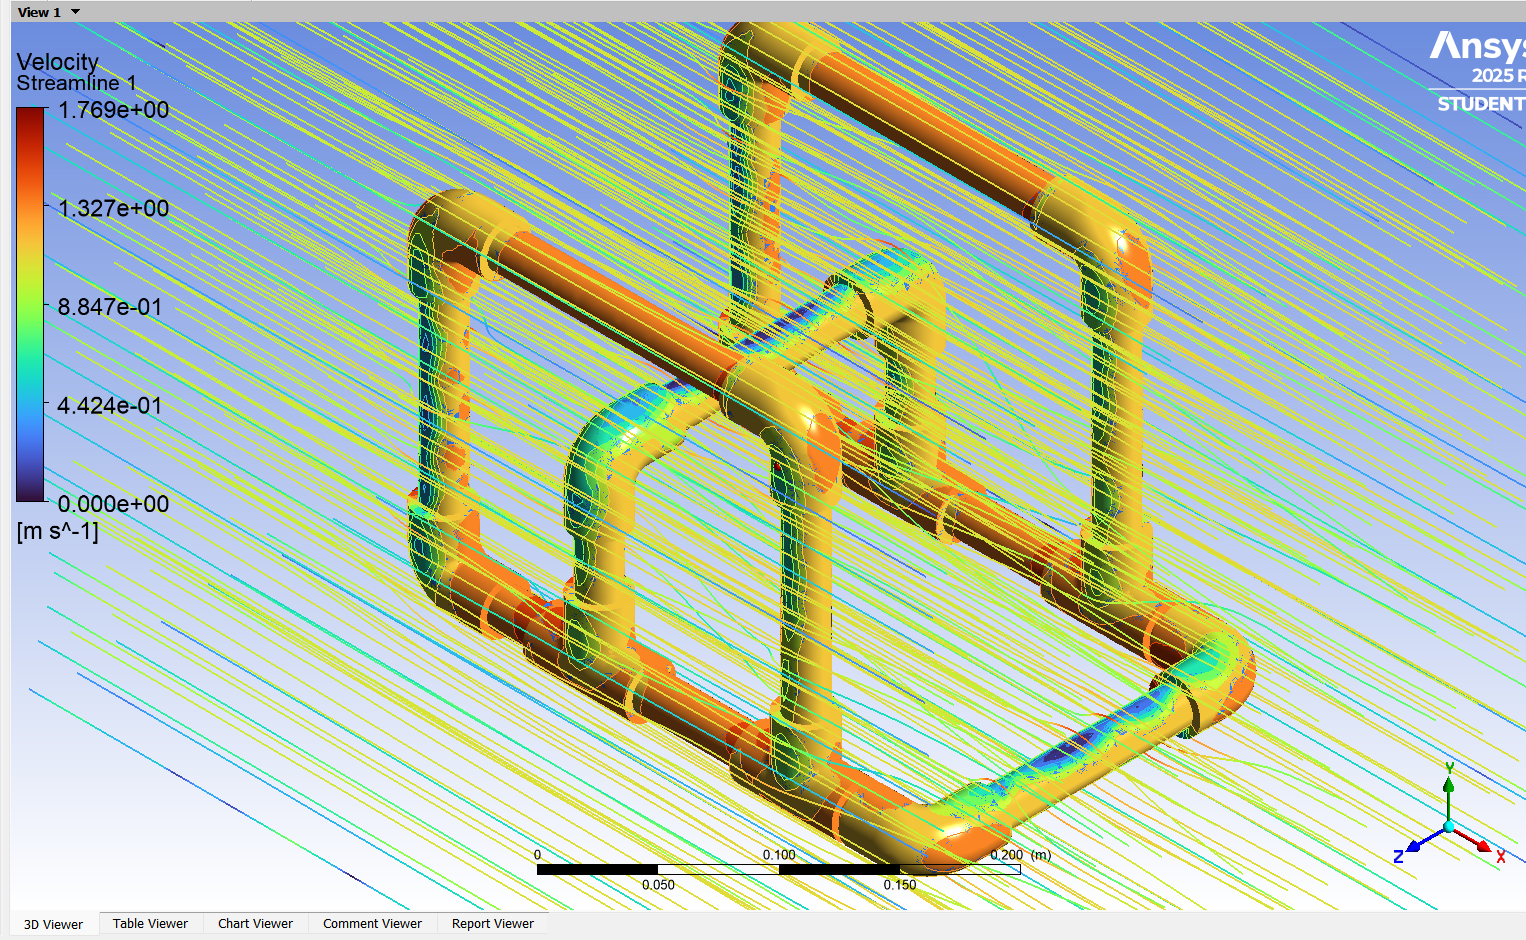 View 1
Ansys
2025 R
STUDENT
Velocity
Streamline 1
1.769e+00
1.327e+00
8.847e-01
4.424e-01
0.000e+00
[m s^-1]
0 0.100 0.200 (m)
0.050 0.150
Y
Z X
3D Viewer Table Viewer Chart Viewer Comment Viewer Report Viewer